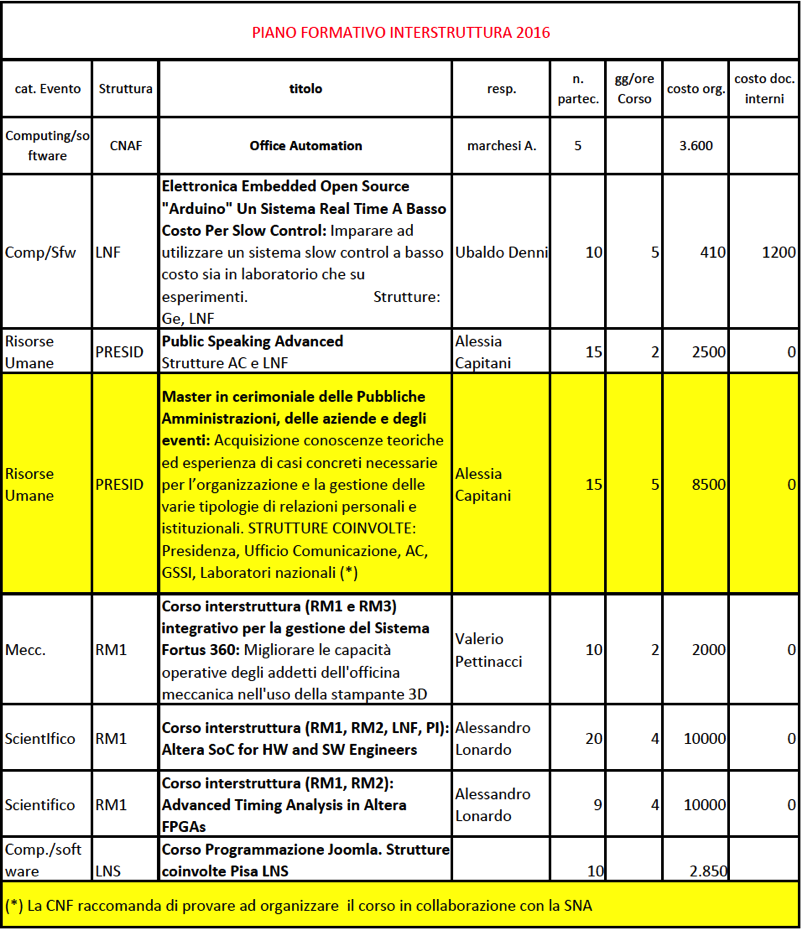 PIANO FORMATIVO INTERSTRUTTURA 2016
cat. Evento Struttura titolo resp. n. partec. gg/ore Corso costo org. costo doc. interni
Computing/so
ftware CNAF Office Automation marchesi A. 5 3.600
Elettronica Embedded Open Source
"Arduino" Un Sistema Real Time A Basso
Costo Per Slow Control: Imparare ad
Comp/Sfw LNF utilizzare un sistema slow control a basso Ubaldo Denni 10 5 410 1200
costo sia in laboratorio che su
esperimenti. Strutture:
Ge, LNF
Risorse
Umane PRESID Public Speaking Advanced
Strutture AC e LNF Alessia
Capitani 15 2 2500 0
Master in cerimoniale delle Pubbliche
Amministrazioni, delle aziende e degli
eventi: Acquisizione conoscenze teoriche
ed esperienza di casi concreti necessarie
Risorse
Umane PRESID per l’organizzazione e la gestione delle Alessia
Capitani 15 5 8500 0
varie tipologie di relazioni personali e
istituzionali. STRUTTURE COINVOLTE:
Presidenza, Ufficio Comunicazione, AC,
GSSI, Laboratori nazionali (*)
Corso interstruttura (RM1 e RM3)
integrativo per la gestione del Sistema
Mecc. RM1 Fortus 360: Migliorare le capacità Valerio
Pettinacci 10 2 2000 0
operative degli addetti dell'officina
meccanica nell'uso della stampante 3D
ScientIfico RM1 Corso interstruttura (RM1, RM2, LNF, PI):
Altera SoC for HW and SW Engineers Alessandro
Lonardo 20 4 10000 0
Scientifico RM1 Corso interstruttura (RM1, RM2):
Advanced Timing Analysis in Altera
FPGAs Alessandro
Lonardo 9 4 10000 0
Comp./soft
ware LNS Corso Programmazione Joomla. Strutture
coinvolte Pisa LNS 10 2.850
(*) La CNF raccomanda di provare ad organizzare il corso in collaborazione con la SNA